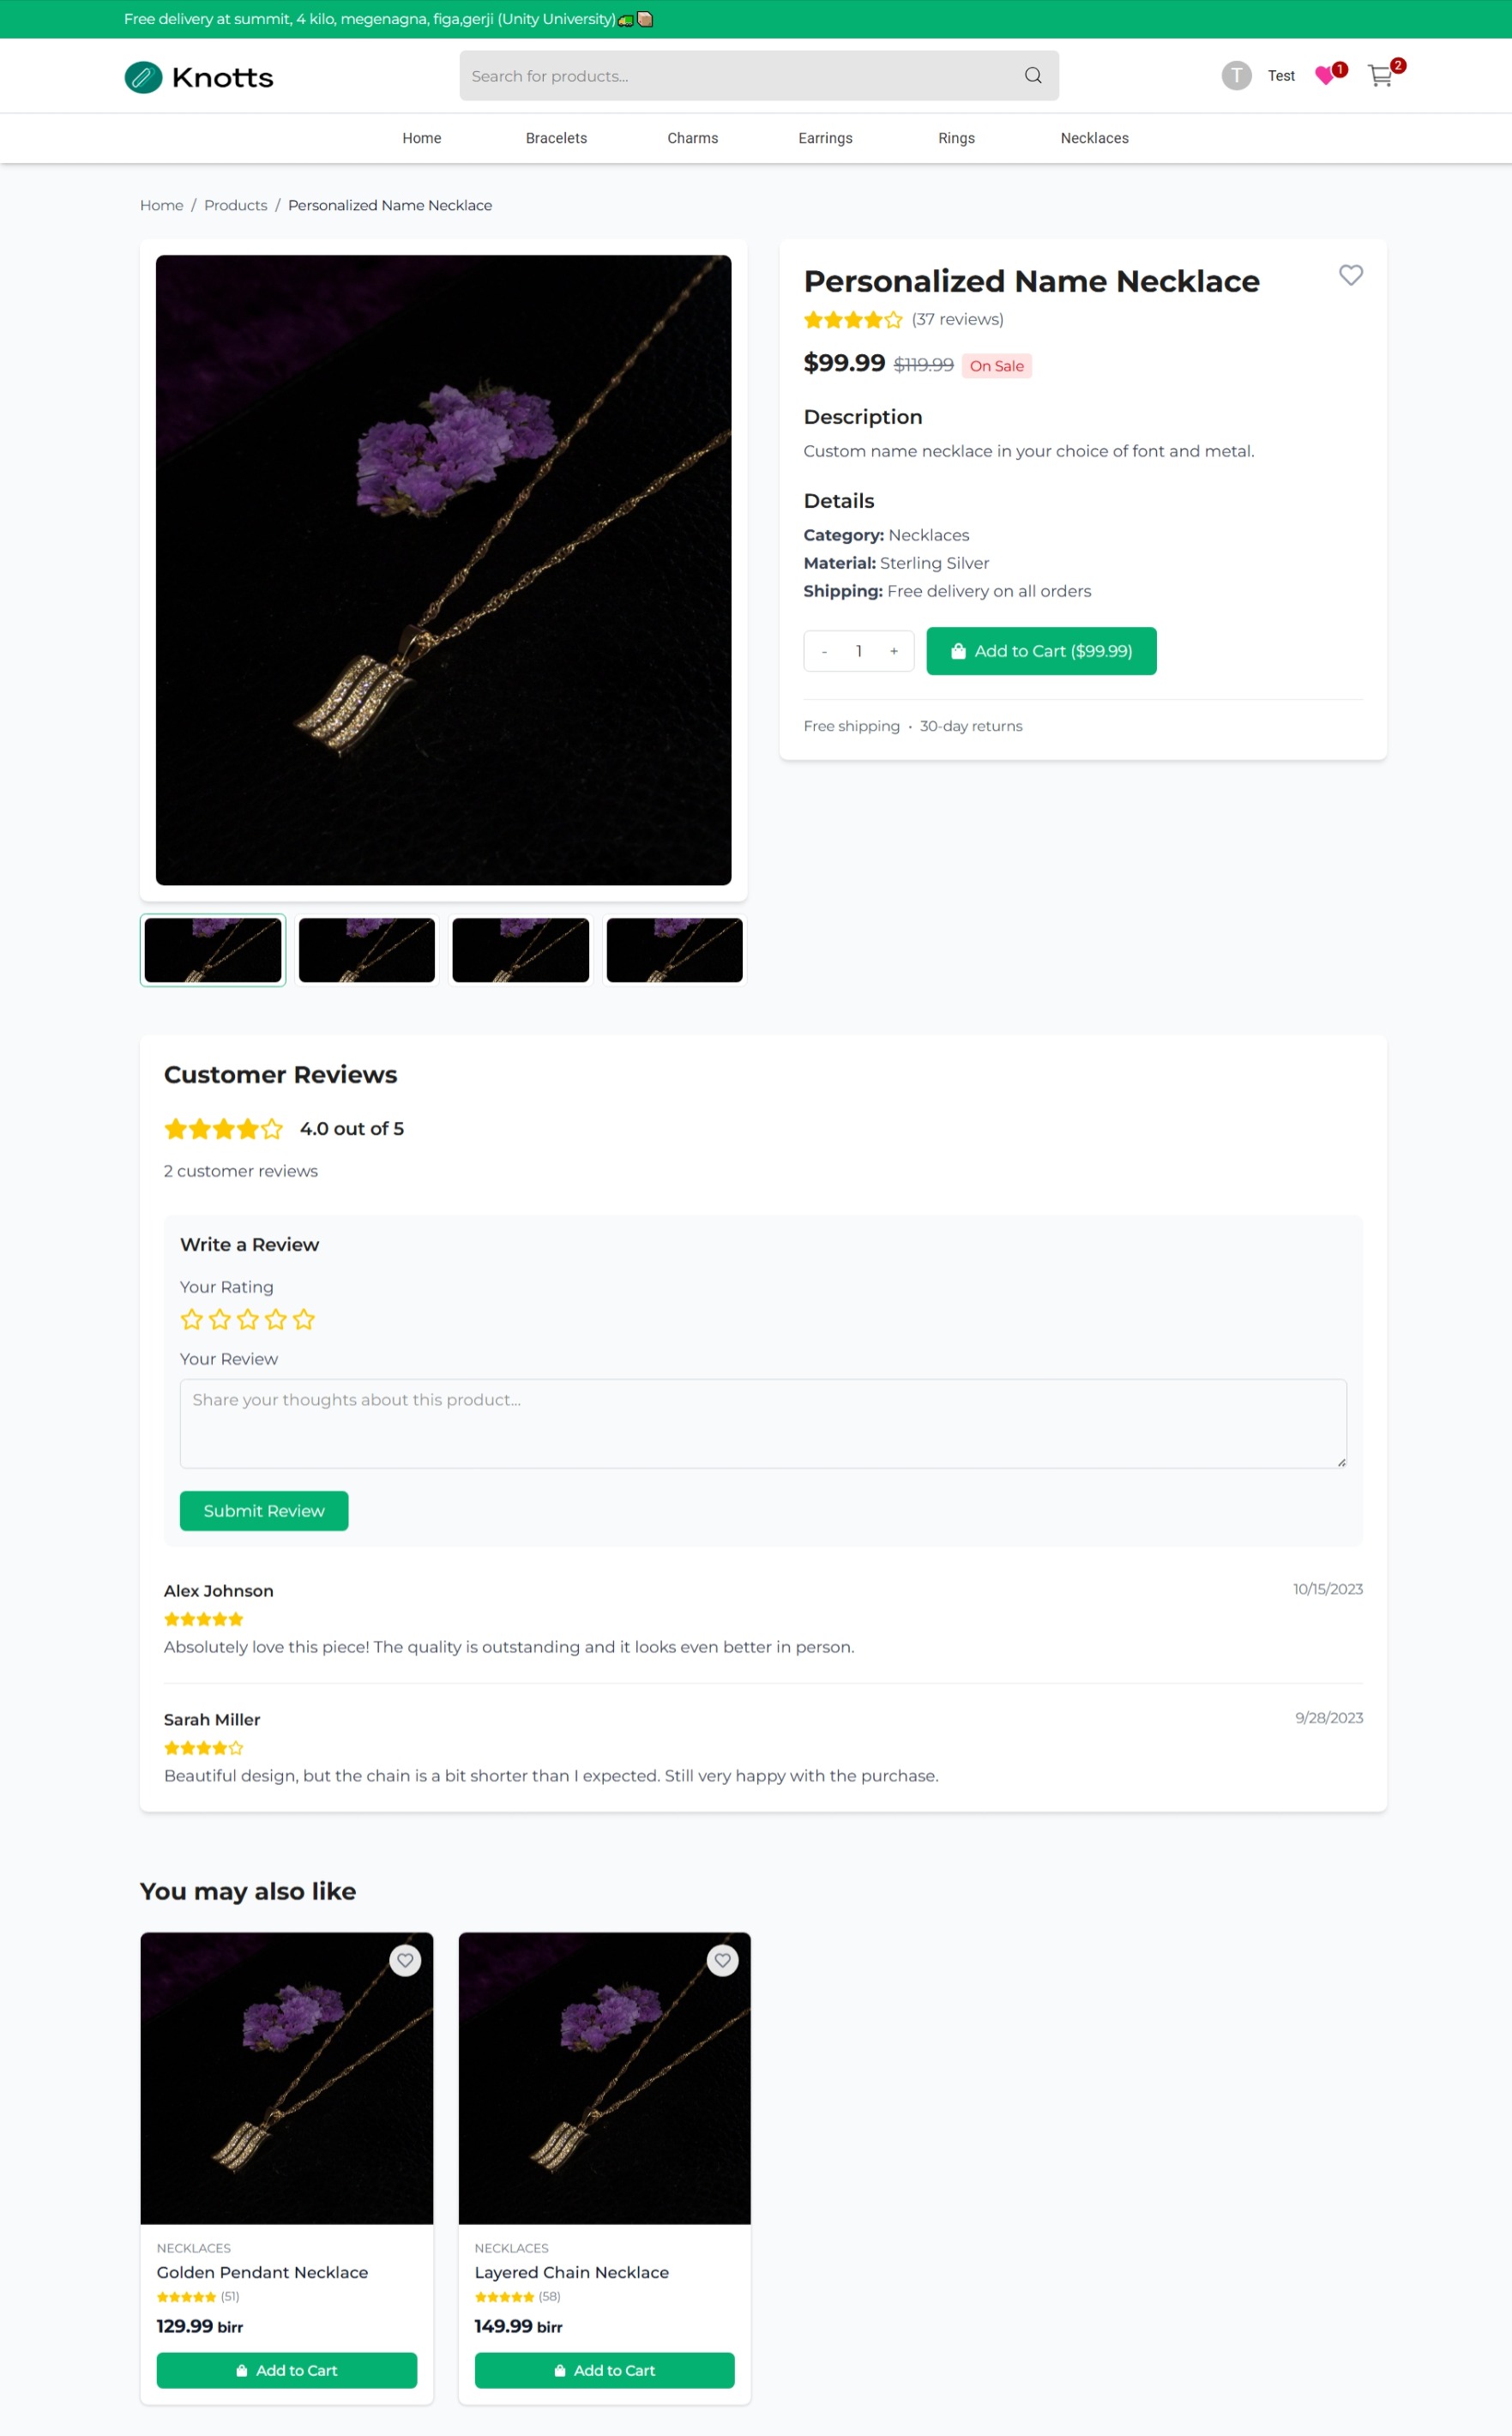 Free delivery at summit, 4 kilo, megenagna, figa,gerji (Unity University)🚚📦
Knotts
Search for products...
T
Test
1
2
Home
Bracelets
Charms
Earrings
Rings
Necklaces
Home / Products / Personalized Name Necklace
Personalized Name Necklace
(37 reviews)
$99.99 $119.99 On Sale
Description
Custom name necklace in your choice of font and metal.
Details
Category: Necklaces
Material: Sterling Silver
Shipping: Free delivery on all orders
- 1 + Add to Cart ($99.99)
Free shipping • 30-day returns
Customer Reviews
4.0 out of 5
2 customer reviews
Write a Review
Your Rating
Your Review
Share your thoughts about this product...
Submit Review
Alex Johnson
10/15/2023
Absolutely love this piece! The quality is outstanding and it looks even better in person.
Sarah Miller
9/28/2023
Beautiful design, but the chain is a bit shorter than I expected. Still very happy with the purchase.
You may also like
NECKLACES
Golden Pendant Necklace
(51)
129.99 birr
Add to Cart
NECKLACES
Layered Chain Necklace
(58)
149.99 birr
Add to Cart